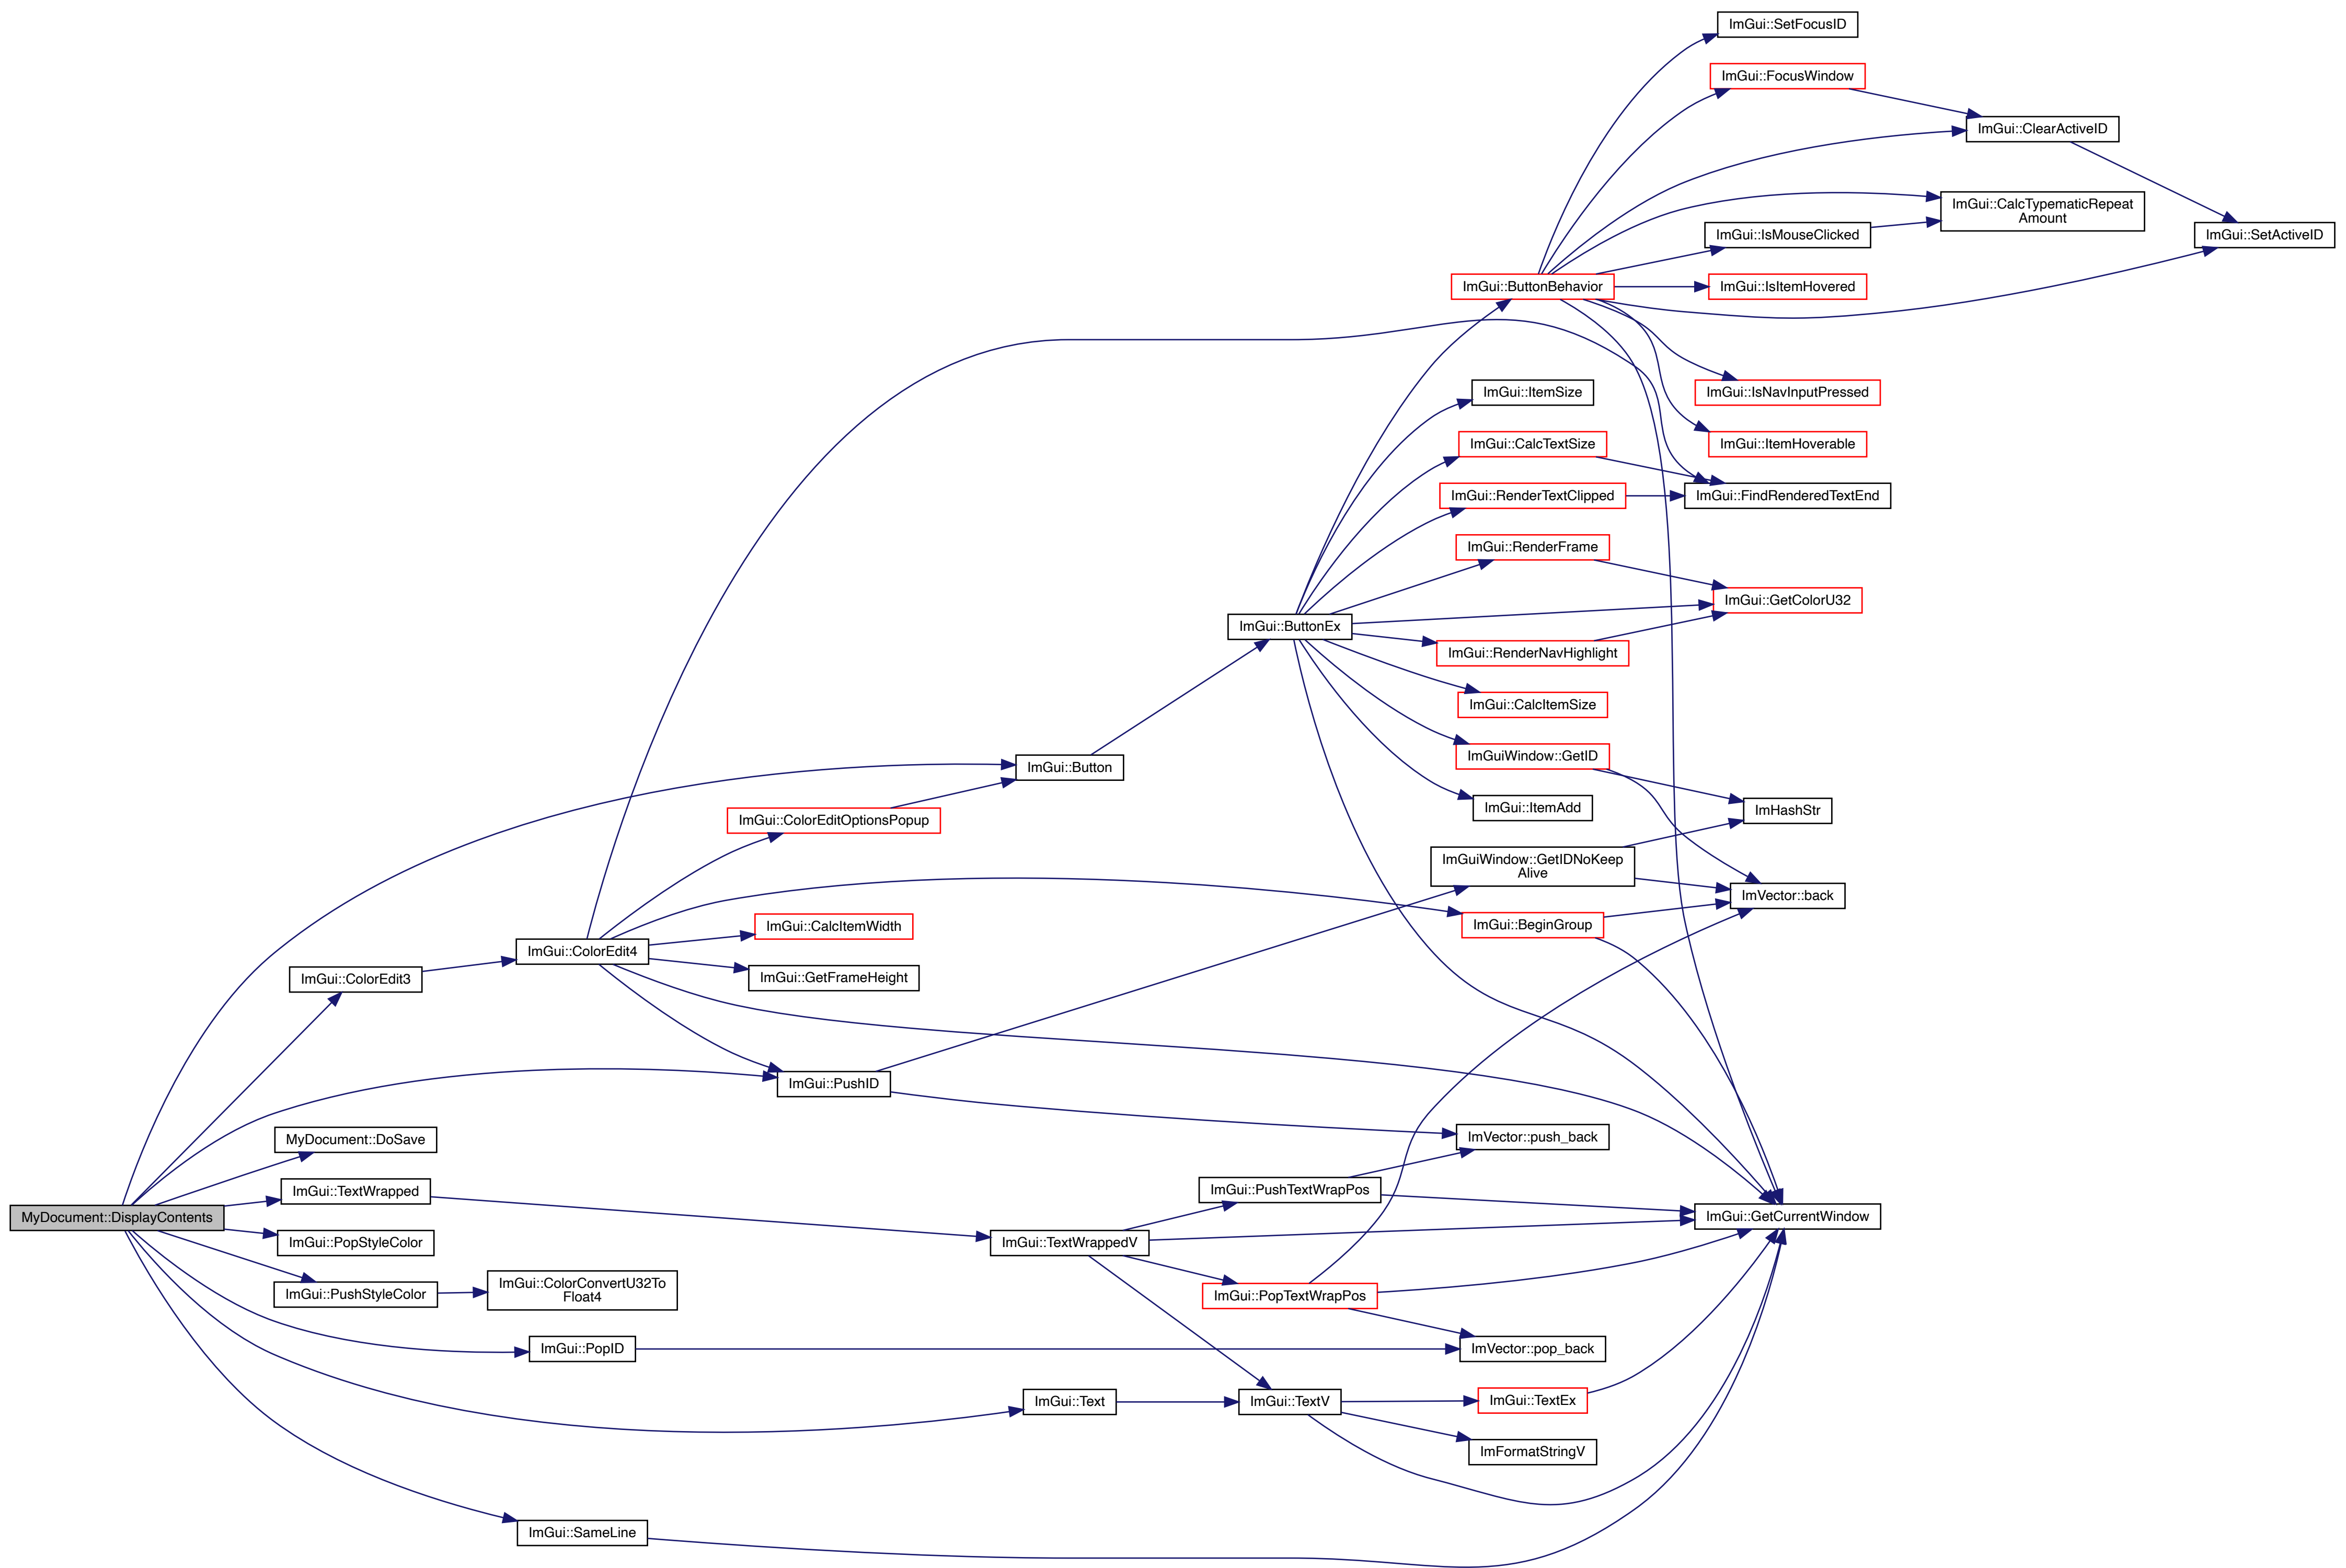 ImGui::SetFocusID
ImGui::FocusWindow
ImGui::ClearActiveID
ImGui::CalcTypematicRepeat
Amount
ImGui::IsMouseClicked
ImGui::SetActiveID
ImGui::ButtonBehavior
ImGui::IsItemHovered
ImGui::ItemSize
ImGui::IsNavInputPressed
ImGui::CalcTextSize
ImGui::ItemHoverable
ImGui::RenderTextClipped
ImGui::FindRenderedTextEnd
ImGui::RenderFrame
ImGui::GetColorU32
ImGui::ButtonEx
ImGui::RenderNavHighlight
ImGui::CalcItemSize
ImGuiWindow::GetID
ImGui::Button
ImGui::ItemAdd
ImHashStr
ImGui::ColorEditOptionsPopup
ImGuiWindow::GetIDNoKeep
Alive
ImVector::back
ImGui::CalcItemWidth
ImGui::BeginGroup
ImGui::ColorEdit4
ImGui::ColorEdit3
ImGui::GetFrameHeight
ImGui::PushID
MyDocument::DoSave
ImVector::push_back
ImGui::TextWrapped
ImGui::PushTextWrapPos
MyDocument::DisplayContents
ImGui::GetCurrentWindow
ImGui::PopStyleColor
ImGui::TextWrappedV
ImGui::PushStyleColor
ImGui::ColorConvertU32To
Float4
ImGui::PopTextWrapPos
ImGui::PopID
ImVector::pop_back
ImGui::Text
ImGui::TextV
ImGui::TextEx
ImFormatStringV
ImGui::SameLine